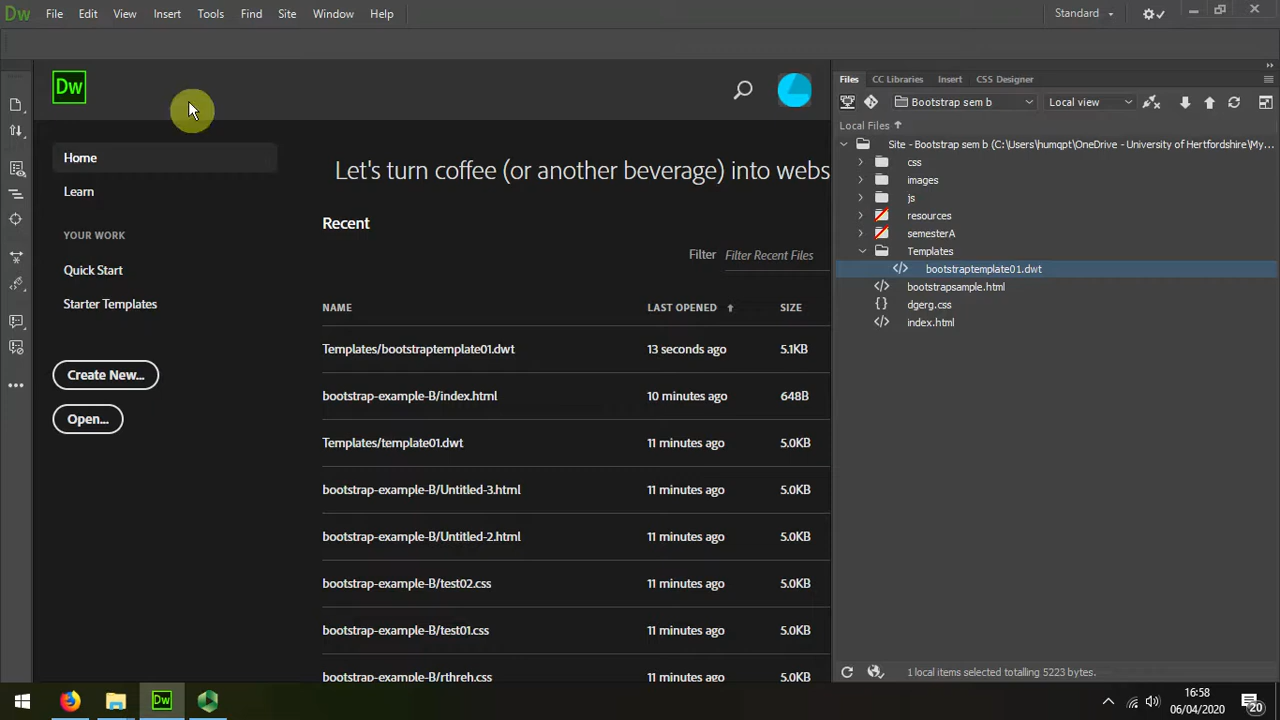 Dw File Edit View Insert Tools Find Site Window Help Standard
Dw
Home
Learn
YOUR WORK
Quick Start
Starter Templates
Create New...
Open...
Let's turn coffee (or another beverage) into webs
Recent
Filter Filter Recent Files
NAME LAST OPENED SIZE
Templates/bootstraptemplate01.dwt 13 seconds ago 5.1KB
bootstrap-example-B/index.html 10 minutes ago 648B
Templates/template01.dwt 11 minutes ago 5.0KB
bootstrap-example-B/Untitled-3.html 11 minutes ago 5.0KB
bootstrap-example-B/Untitled-2.html 11 minutes ago 5.0KB
bootstrap-example-B/test02.css 11 minutes ago 5.0KB
bootstrap-example-B/test01.css 11 minutes ago 5.0KB
bootstrap-example-B/rthreh.css 11 minutes ago 5.0KB
Files CC Libraries Insert CSS Designer
Bootstrap sem b Local view
Local Files
Site - Bootstrap sem b (C:\Users\humqpt\OneDrive - University of Hertfordshire\My...
css
images
js
resources
semesterA
Templates
bootstraptemplate01.dwt
bootstrapsample.html
dgerg.css
index.html
1 local items selected totalling 5223 bytes.
Dw
16:58
06/04/2020
20